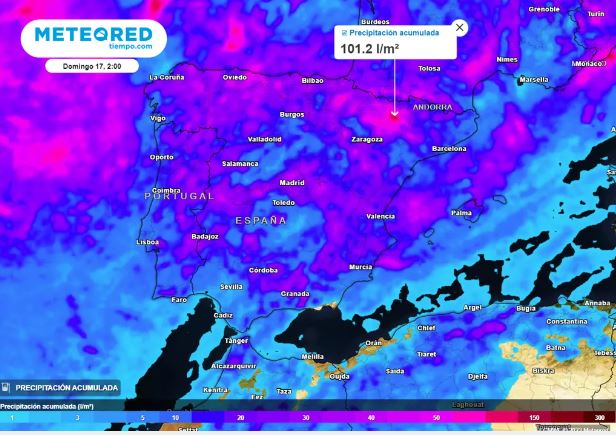 METEORED
tiempo.com
Domingo 17, 2:00
Precipitación acumulada
101.2 l/m²
Burdeos
Grenoble
Turín
Tolosa
Nimes
Marsella
Mónaco
La Coruña
Oviedo
Bilbao
ANDORRA
Vigo
Burgos
Zaragoza
Barcelona
Valladolid
Oporto
Salamanca
Madrid
Coimbra
PORTUGAL
Toledo
ESPAÑA
Valencia
Palma
Lisboa
Badajoz
Córdoba
Murcia
Sevilla
Granada
Faro
Cádiz
Argel
Bugia
Annaba
Tánger
Chlef
Constantina
Melilla
Orán
Tiaret
Batna
Alcazarquivir
Oujda
Saida
Djelfa
Biskra
Kenitra
Taza
Fez
PRECIPITACIÓN ACUMULADA
Precipitación acumulada (l/m²)
Laghouat
1 3 5 10 20 30 40 50 150 300
Settat